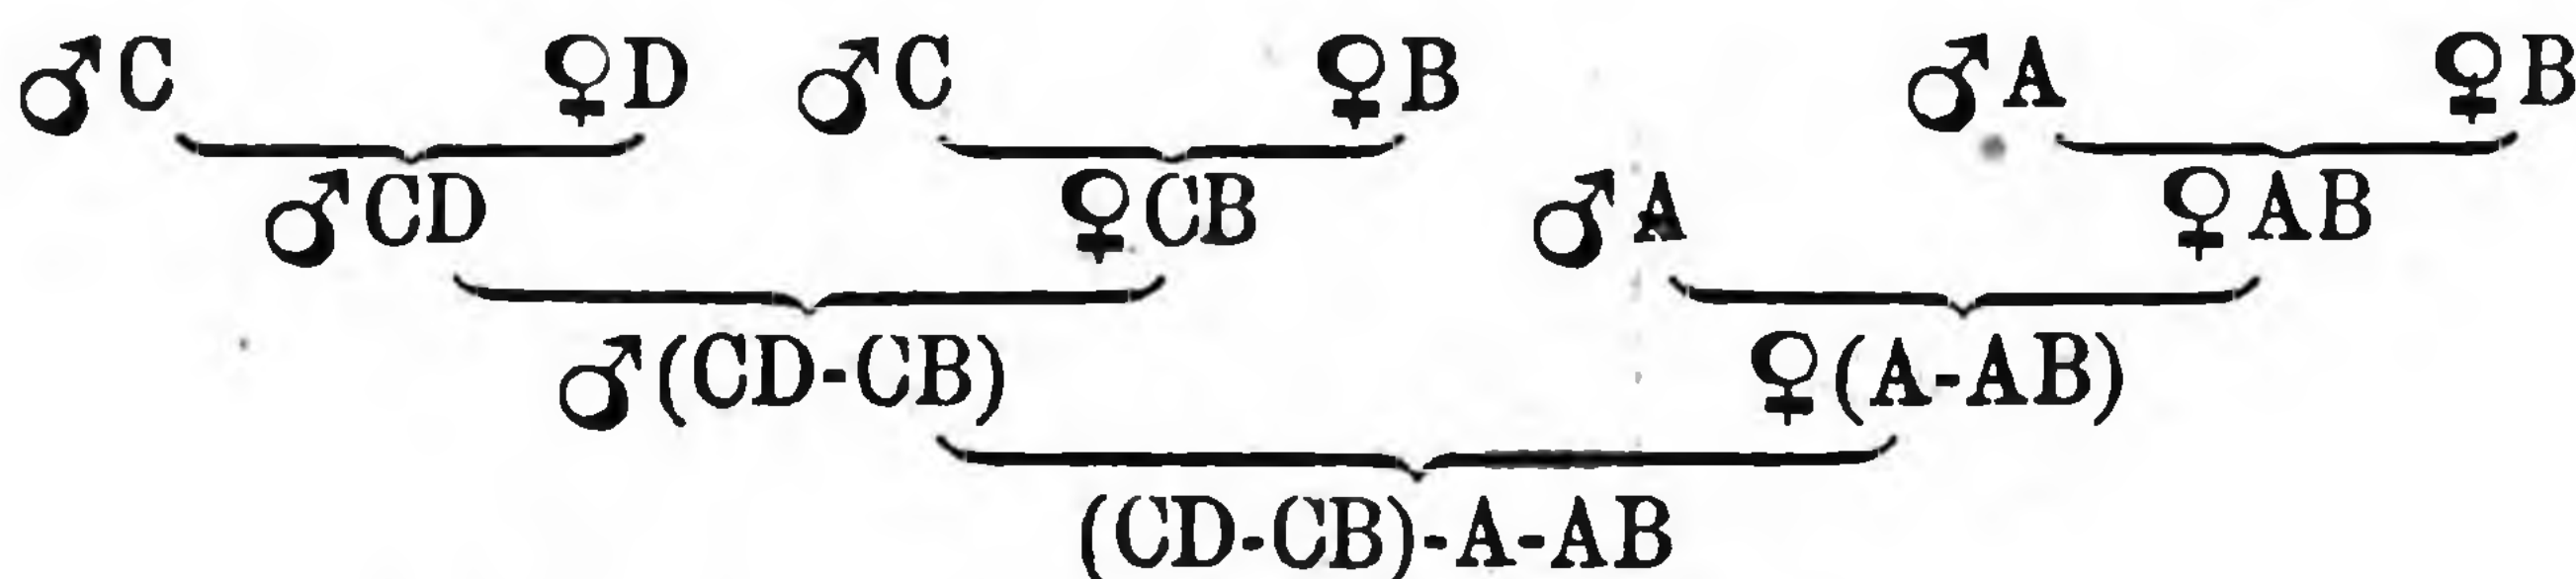 ♂C ♀D ♂C ♀B ♂A ♀B
♂CD ♀CB ♂A ♀AB
♂(CD-CB) ♀(A-AB)
(CD-CB)-A-AB